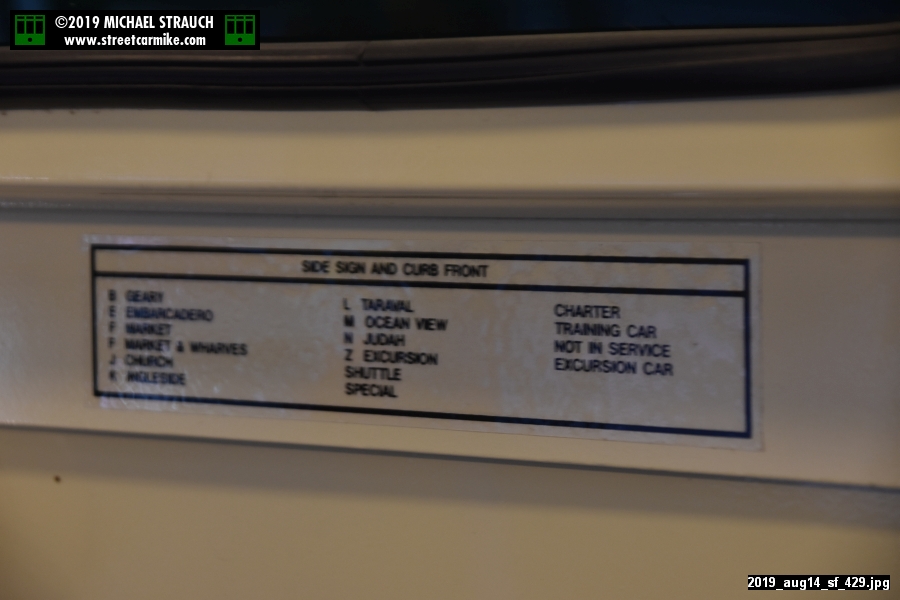 ©2019 MICHAEL STRAUCH
www.streetcarmike.com
SIDE SIGN AND CURB FRONT
B GEARY
E EMBARCADERO
F MARKET
F MARKET & WHARVES
J CHURCH
K INGLESIDE
L TARAVAL
M OCEAN VIEW
N JUDAH
Z EXCURSION
SHUTTLE
SPECIAL
CHARTER
TRAINING CAR
NOT IN SERVICE
EXCURSION CAR
2019_aug14_sf_429.jpg